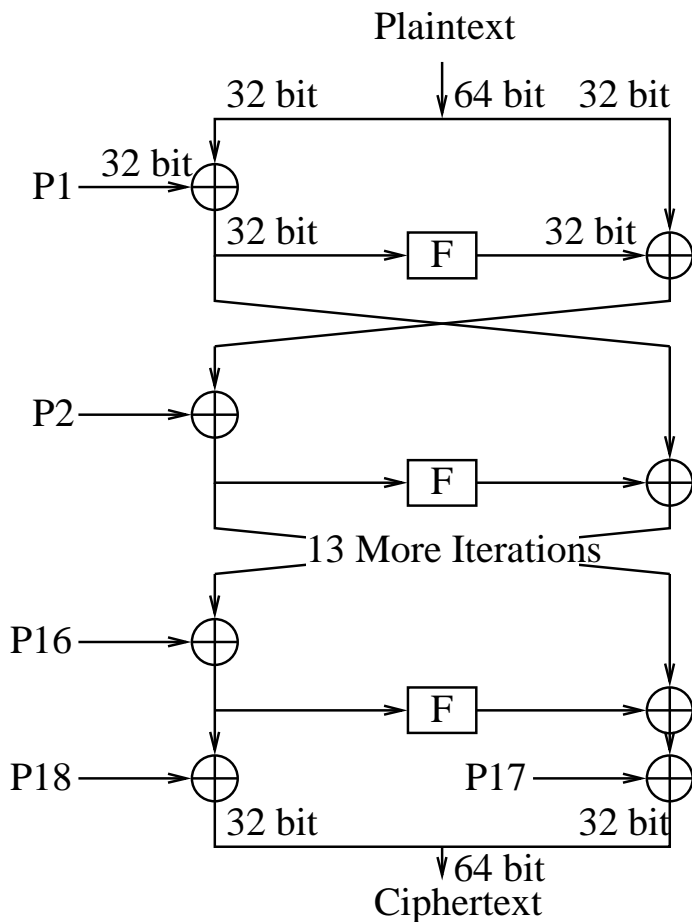 Plaintext
32 bit 64 bit 32 bit
P1 32 bit
32 bit F 32 bit
P2
F
13 More Iterations
P16
F
P18 P17
32 bit 32 bit
64 bit
Ciphertext